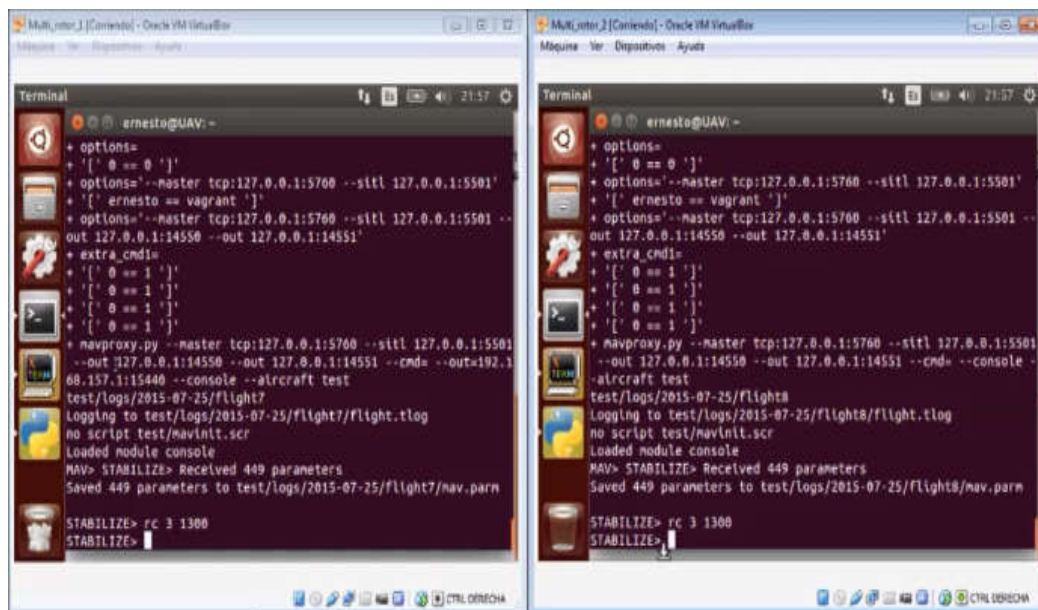 Multi_rotor_1 [Corriendo] - Oracle VM VirtualBox
Máquina Ver Dispositivos Ayuda
Terminal
Es
21:57
ernesto@UAV: ~
+ options=
+ '[' 0 == 0 ']'
+ options='--master tcp:127.0.0.1:5760 --sitl 127.0.0.1:5501'
+ '[' ernesto == vagrant ']'
+ options='--master tcp:127.0.0.1:5760 --sitl 127.0.0.1:5501 --
out 127.0.0.1:14550 --out 127.0.0.1:14551'
+ extra_cmd1=
+ '[' 0 == 1 ']'
+ '[' 0 == 1 ']'
+ '[' 0 == 1 ']'
+ '[' 0 == 1 ']'
+ mavproxy.py --master tcp:127.0.0.1:5760 --sitl 127.0.0.1:5501
--out 127.0.0.1:14550 --out 127.0.0.1:14551 --cmd= --out=192.1
68.157.1:15440 --console --aircraft test
test/logs/2015-07-25/flight7
Logging to test/logs/2015-07-25/flight7/flight.tlog
no script test/mavinit.scr
Loaded module console
MAV> STABILIZE> Received 449 parameters
Saved 449 parameters to test/logs/2015-07-25/flight7/mav.parm
STABILIZE> rc 3 1300
STABILIZE>
CTRL DERECHA
Multi_rotor_2 [Corriendo] - Oracle VM VirtualBox
Máquina Ver Dispositivos Ayuda
Terminal
Es
21:57
ernesto@UAV: ~
+ options=
+ '[' 0 == 0 ']'
+ options='--master tcp:127.0.0.1:5760 --sitl 127.0.0.1:5501'
+ '[' ernesto == vagrant ']'
+ options='--master tcp:127.0.0.1:5760 --sitl 127.0.0.1:5501 --
out 127.0.0.1:14550 --out 127.0.0.1:14551'
+ extra_cmd1=
+ '[' 0 == 1 ']'
+ '[' 0 == 1 ']'
+ '[' 0 == 1 ']'
+ '[' 0 == 1 ']'
+ mavproxy.py --master tcp:127.0.0.1:5760 --sitl 127.0.0.1:5501
--out 127.0.0.1:14550 --out 127.0.0.1:14551 --cmd= --console -
-aircraft test
test/logs/2015-07-25/flight8
Logging to test/logs/2015-07-25/flight8/flight.tlog
no script test/mavinit.scr
Loaded module console
MAV> STABILIZE> Received 449 parameters
Saved 449 parameters to test/logs/2015-07-25/flight8/mav.parm
STABILIZE> rc 3 1300
STABILIZE>
CTRL DERECHA